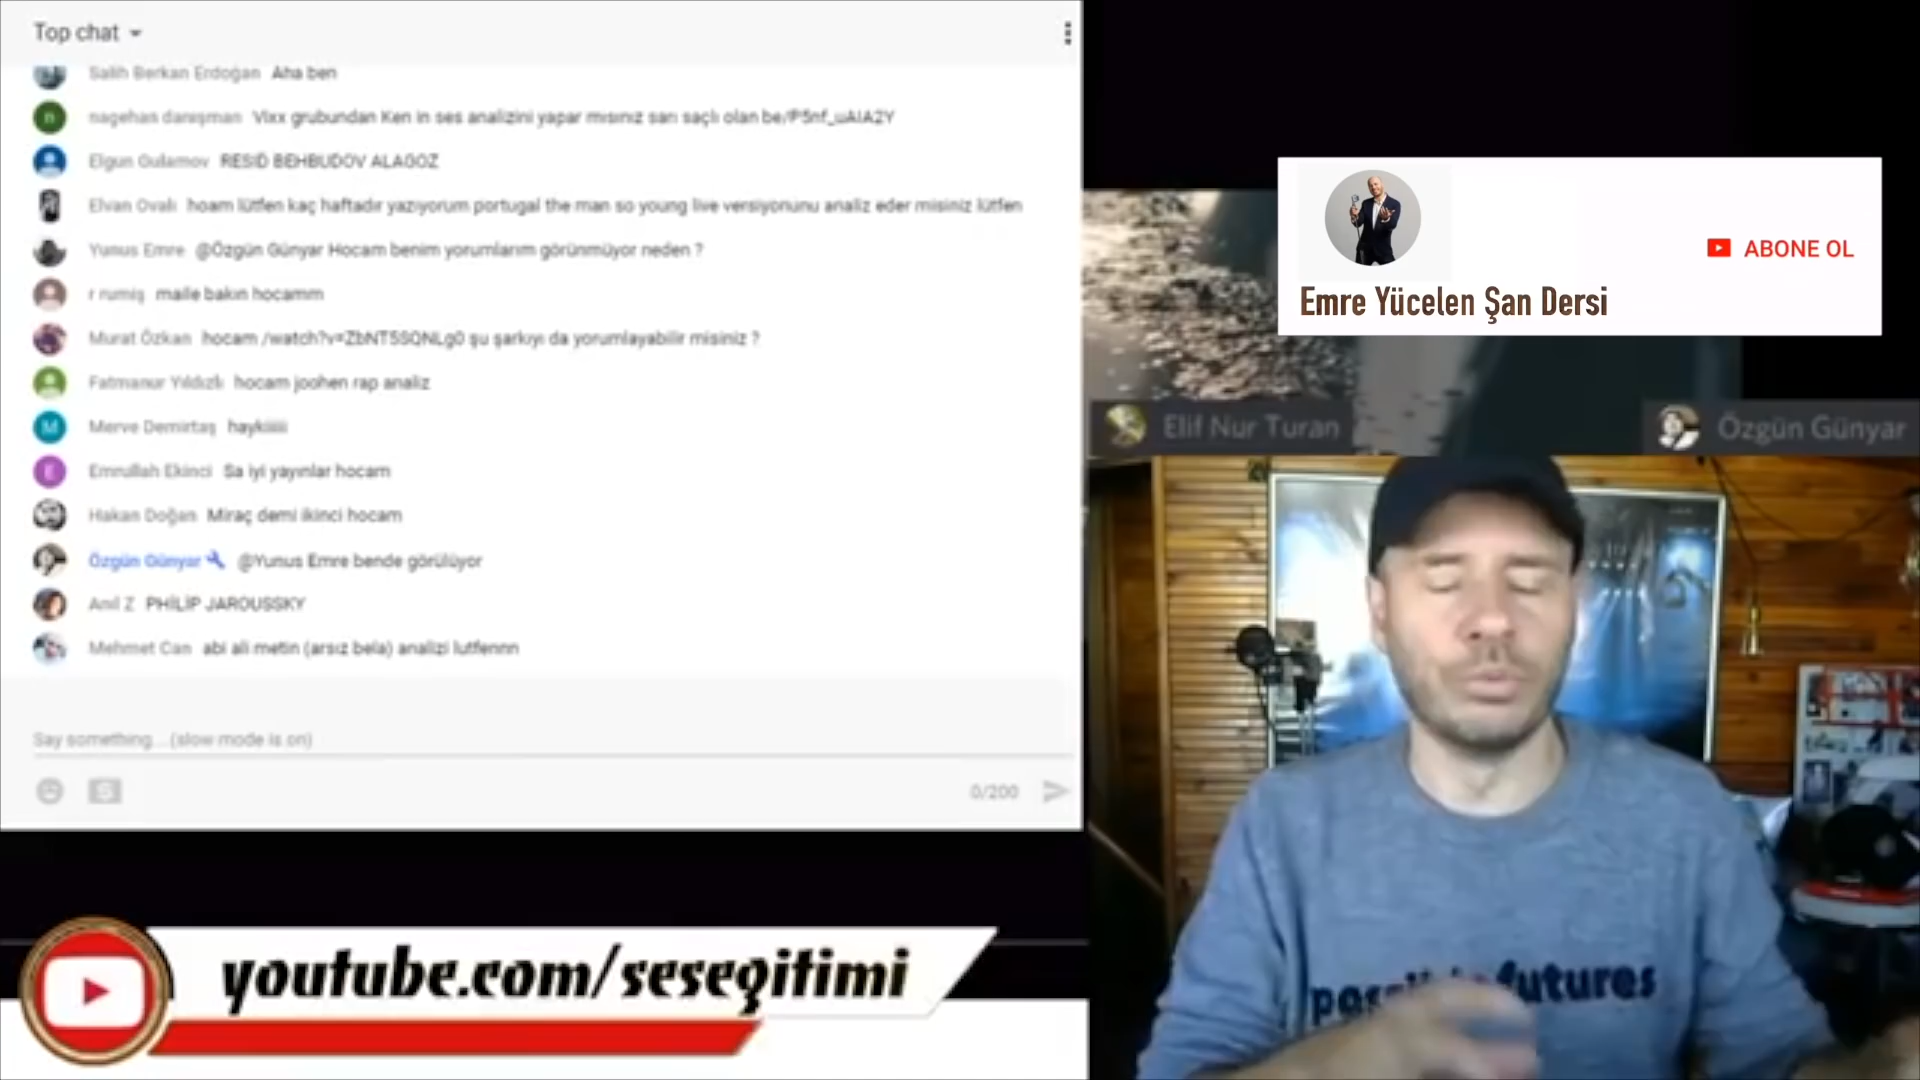 Top chat
Salih Berkan Erdoğan Aha ben
nagehan danışman Vixx grubundan Ken in ses analizini yapar mısınız sarı saçlı olan be/P5nf_uAIA2Y
Elgun Gulamov RESİD BEHBUDOV ALAGOZ
Elvan Ovalı hoam lütfen kaç haftadır yazıyorum portugal the man so young live versiyonunu analiz eder misiniz lütfen
Yunus Emre @Özgün Günyar Hocam benim yorumlarım görünmüyor neden ?
r rumiş maile bakın hocamm
Murat Özkan hocam /watch?v=ZbNT5SQNLg0 şu şarkıyı da yorumlayabilir misiniz ?
Fatmanur Yıldızlı hocam joohen rap analiz
M Merve Demirtaş haykiiiii
E Emrullah Ekinci Sa iyi yayınlar hocam
Hakan Doğan Miraç demi ikinci hocam
Özgün Günyar @Yunus Emre bende görülüyor
Anıl Z PHİLİP JAROUSSKY
Mehmet Can abi ali metin (arsız bela) analizi lutfennn
Say something... (slow mode is on)
0/200
ABONE OL
Emre Yücelen Şan Dersi
Elif Nur Turan
Özgün Günyar
futures
youtube.com/sesegitimi